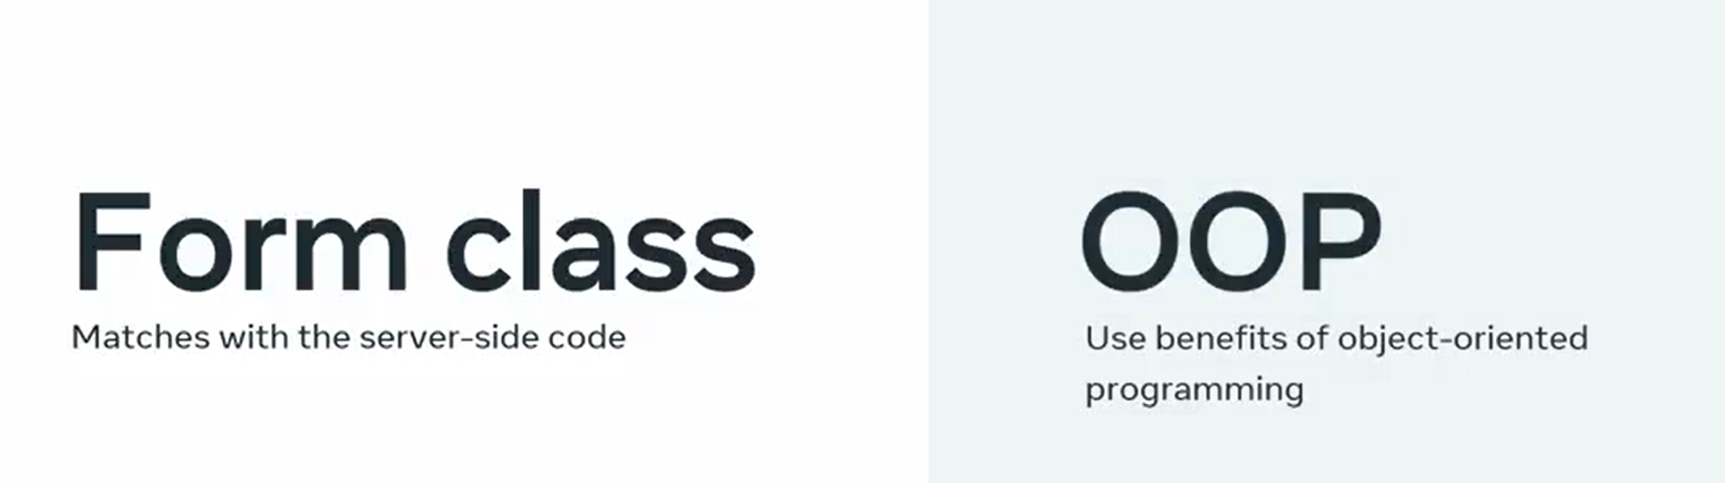 Form class
Matches with the server-side code
OOP
Use benefits of object-oriented
programming